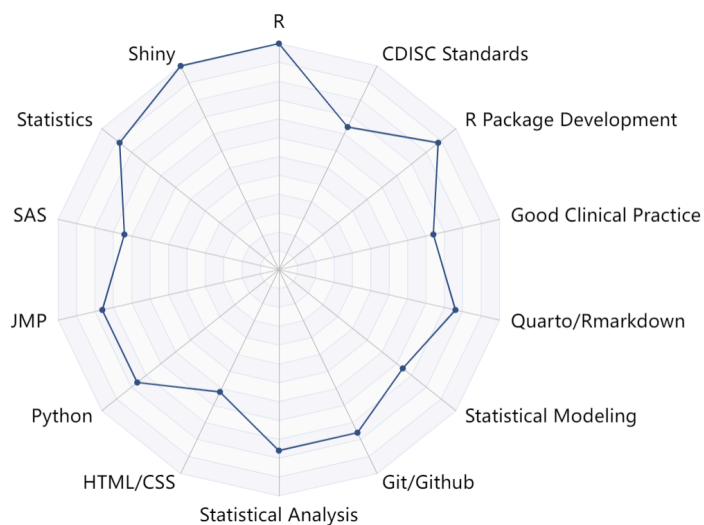 R
Shiny
CDISC Standards
Statistics
R Package Development
SAS
Good Clinical Practice
JMP
Quarto/Rmarkdown
Python
Statistical Modeling
HTML/CSS
Git/Github
Statistical Analysis